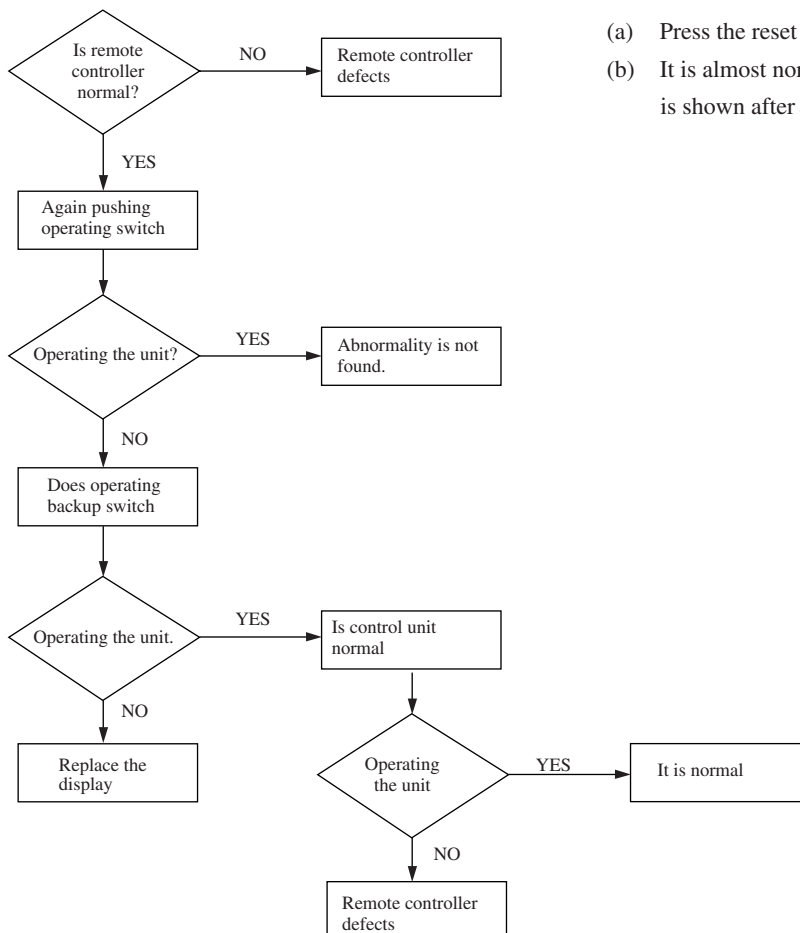 Is remote
controller
normal?
NO
Remote controller
defects
(a) Press the reset
(b) It is almost
is shown after
YES
Again pushing
operating switch
Operating the unit?
YES
Abnormality is not
found.
NO
Does operating
backup switch
Operating the unit.
YES
Is control unit
normal
NO
Replace the
display
Operating
the unit
YES
It is normal
NO
Remote controller
defects